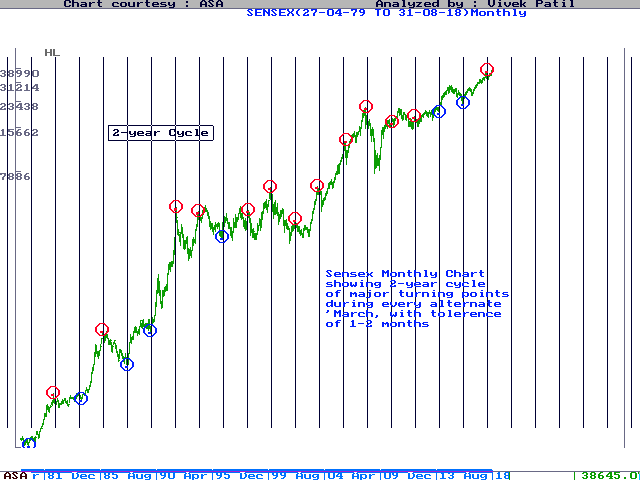 Chart courtesy : ASA Analyzed by : Vivek Patil
SENSEX(27-04-79 TO 31-08-18)Monthly
HL
38990
31214
23438
15662
7886
2-year Cycle
Sensex Monthly Chart
showing 2-year cycle
of major turning points
during every alternate
'March, with tolerence
of 1-2 months
ASA r|81 Dec|85 Aug|90 Apr|95 Dec|99 Aug|04 Apr|09 Dec|13 Aug|18 |38645.0